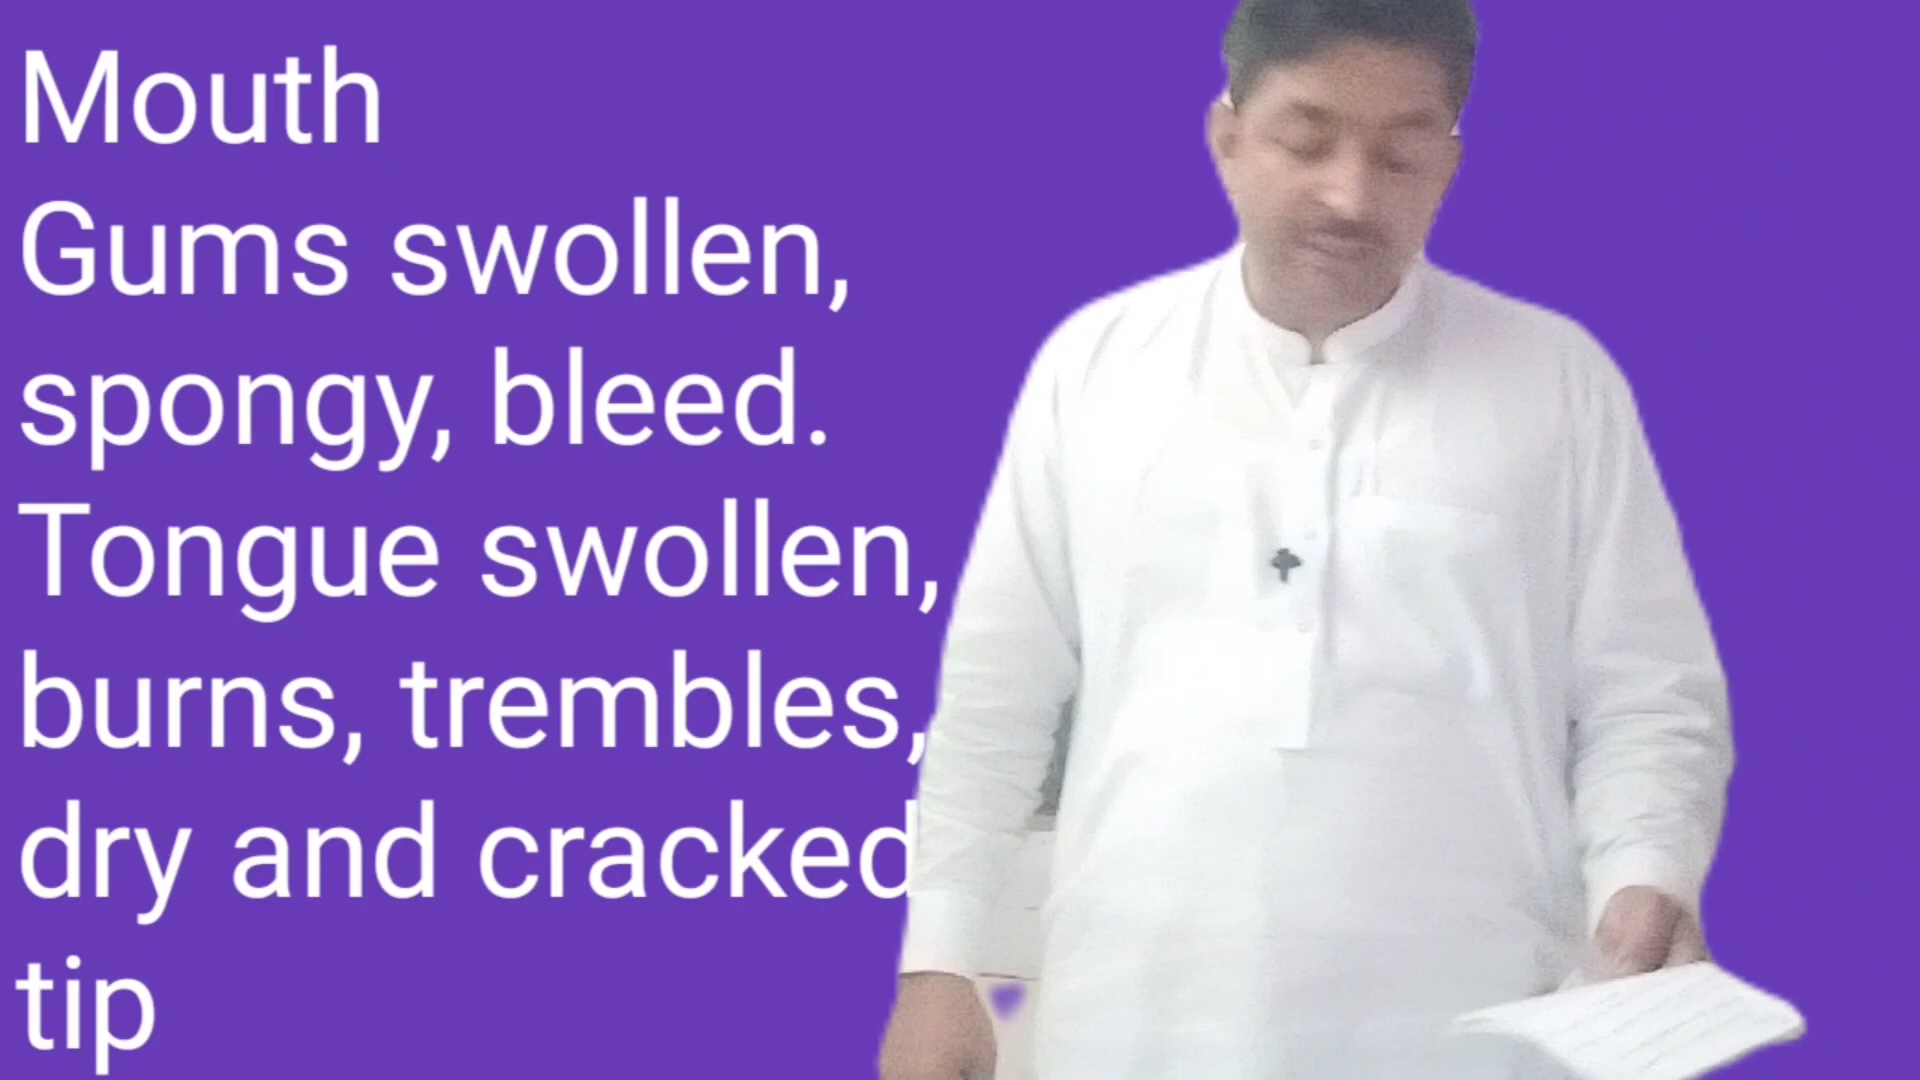 Mouth
Gums swollen,
spongy, bleed.
Tongue swollen,
burns, trembles,
dry and cracked
tip